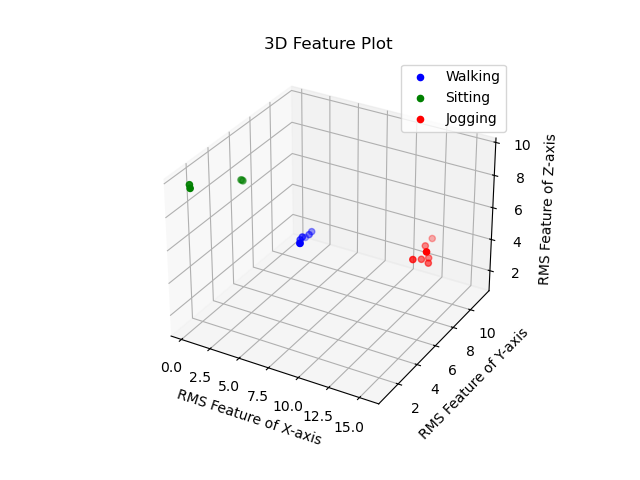 3D Feature Plot
Walking
Sitting
Jogging
10
8
6
4
2
RMS Feature of Z-axis
10
8
6
4
2
RMS Feature of Y-axis
0.0
2.5
5.0
7.5
10.0
12.5
15.0
RMS Feature of X-axis